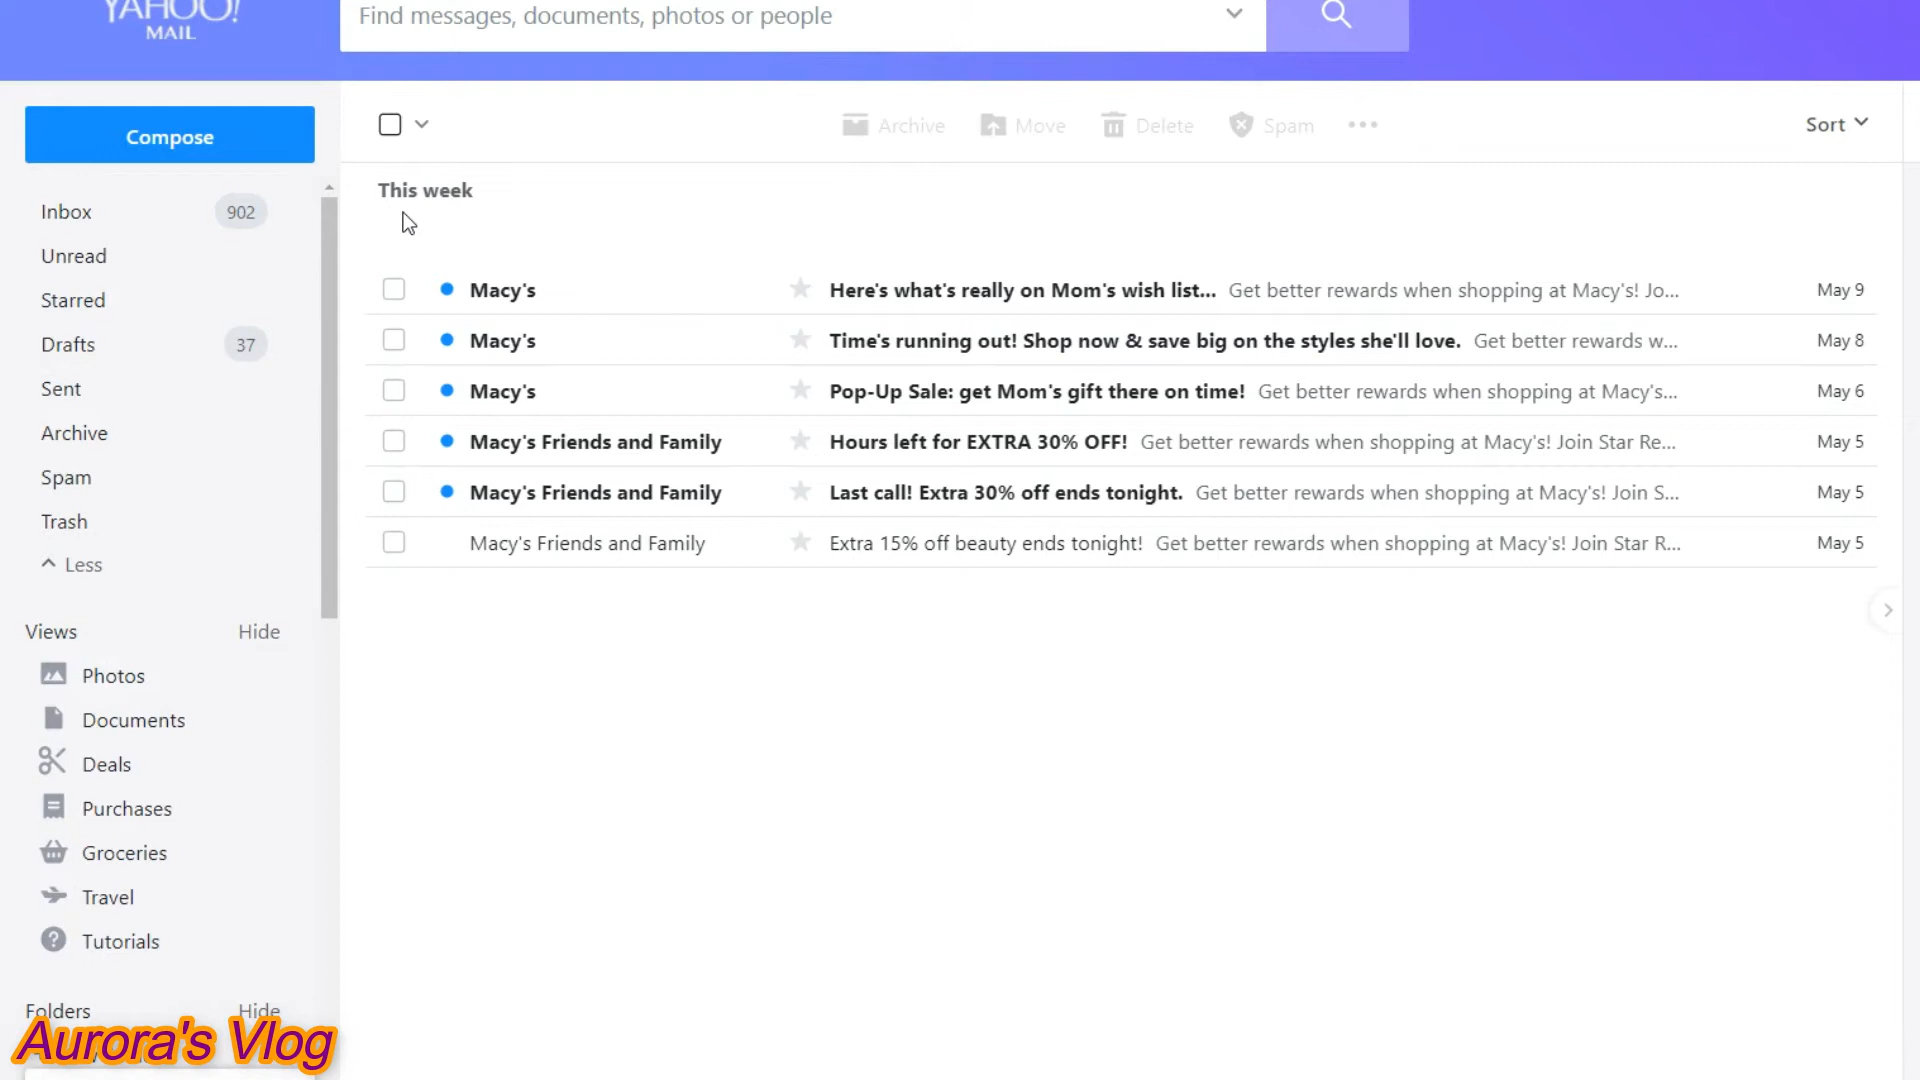 YAHOO!
MAIL
Find messages, documents, photos or people
Compose
Archive Move Delete Spam
Sort
Inbox 902
Unread
Starred
Drafts 37
Sent
Archive
Spam
Trash
Less
Views Hide
Photos
Documents
Deals
Purchases
Groceries
Travel
Tutorials
Folders Hide
This week
Macy's Here's what's really on Mom's wish list... Get better rewards when shopping at Macy's! Jo... May 9
Macy's Time's running out! Shop now & save big on the styles she'll love. Get better rewards w... May 8
Macy's Pop-Up Sale: get Mom's gift there on time! Get better rewards when shopping at Macy's... May 6
Macy's Friends and Family Hours left for EXTRA 30% OFF! Get better rewards when shopping at Macy's! Join Star Re... May 5
Macy's Friends and Family Last call! Extra 30% off ends tonight. Get better rewards when shopping at Macy's! Join S... May 5
Macy's Friends and Family Extra 15% off beauty ends tonight! Get better rewards when shopping at Macy's! Join Star R... May 5
Aurora's Vlog